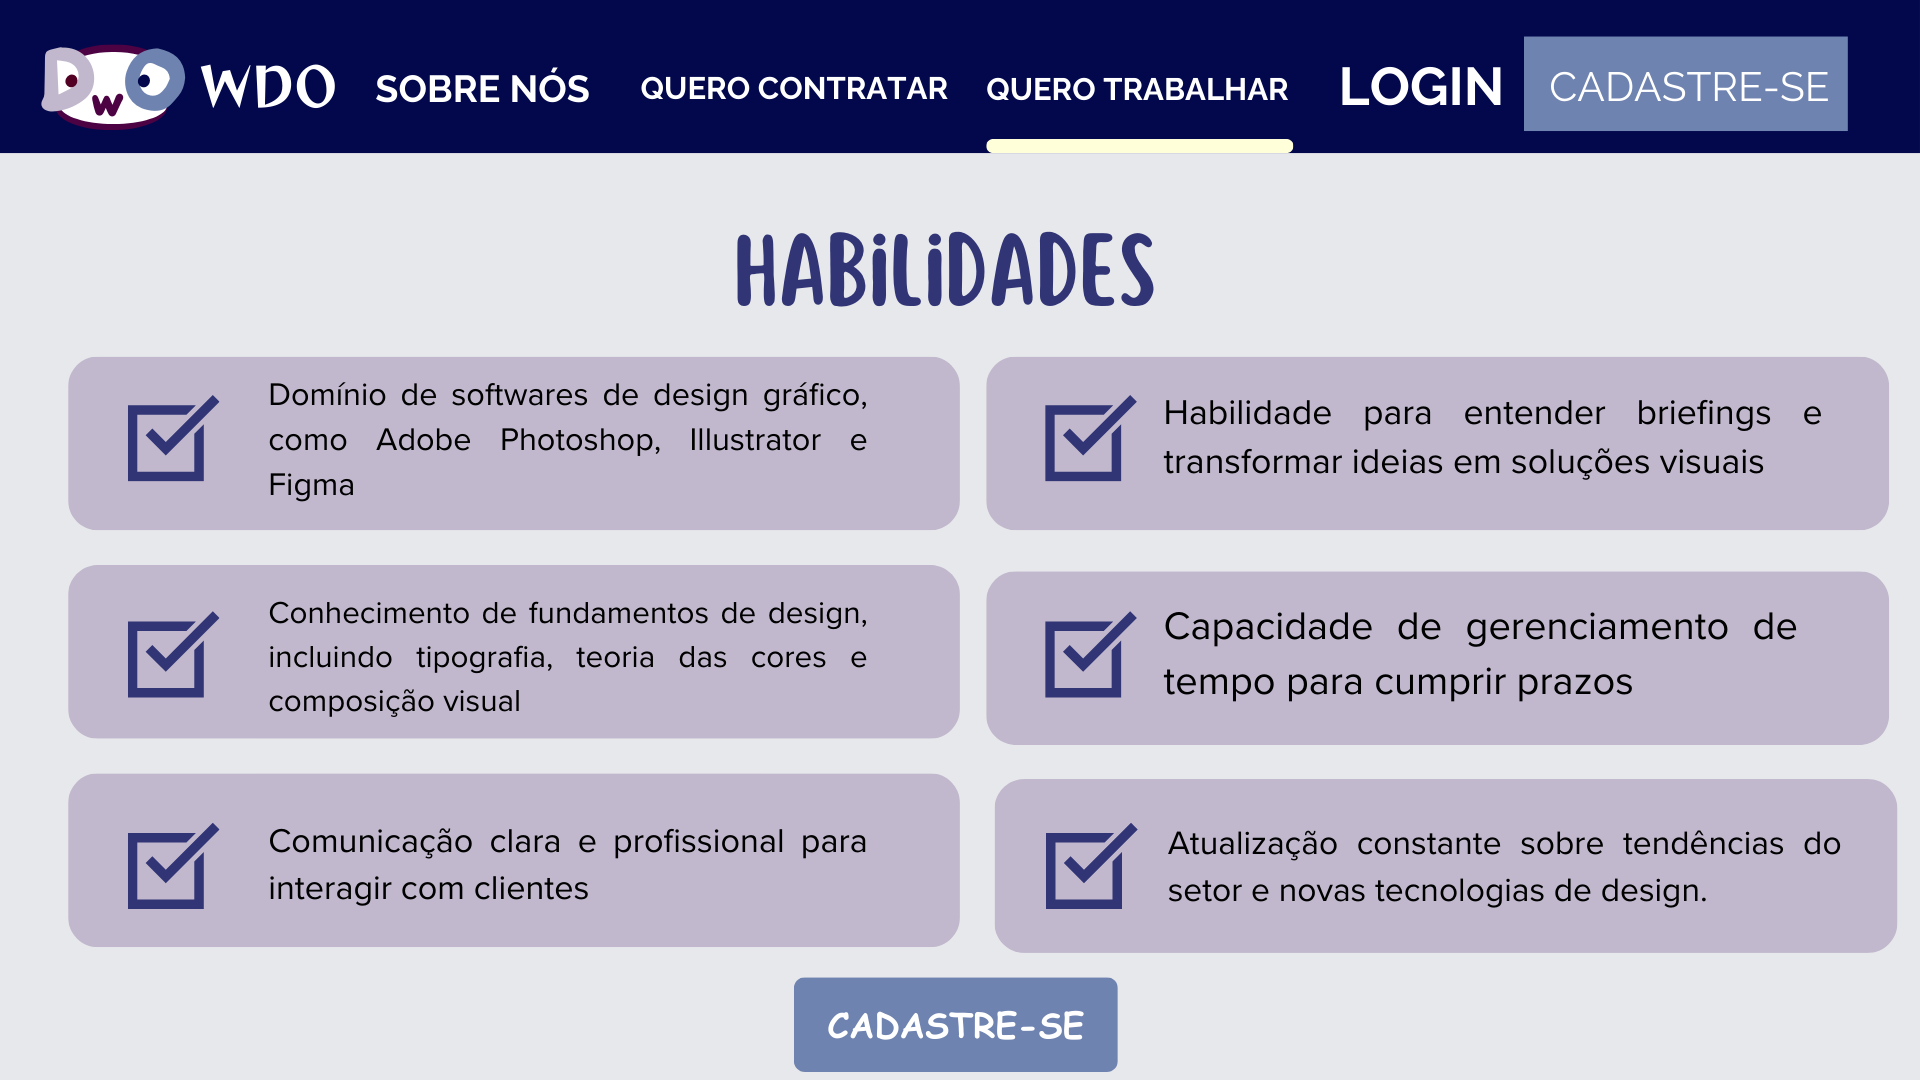 DWO WDO SOBRE NÓS QUERO CONTRATAR QUERO TRABALHAR LOGIN CADASTRE-SE
HABILIDADES
Domínio de softwares de design gráfico,
como Adobe Photoshop, Illustrator e
Figma
Habilidade para entender briefings e
transformar ideias em soluções visuais
Conhecimento de fundamentos de design,
incluindo tipografia, teoria das cores e
composição visual
Capacidade de gerenciamento de
tempo para cumprir prazos
Comunicação clara e profissional para
interagir com clientes
Atualização constante sobre tendências do
setor e novas tecnologias de design.
CADASTRE-SE